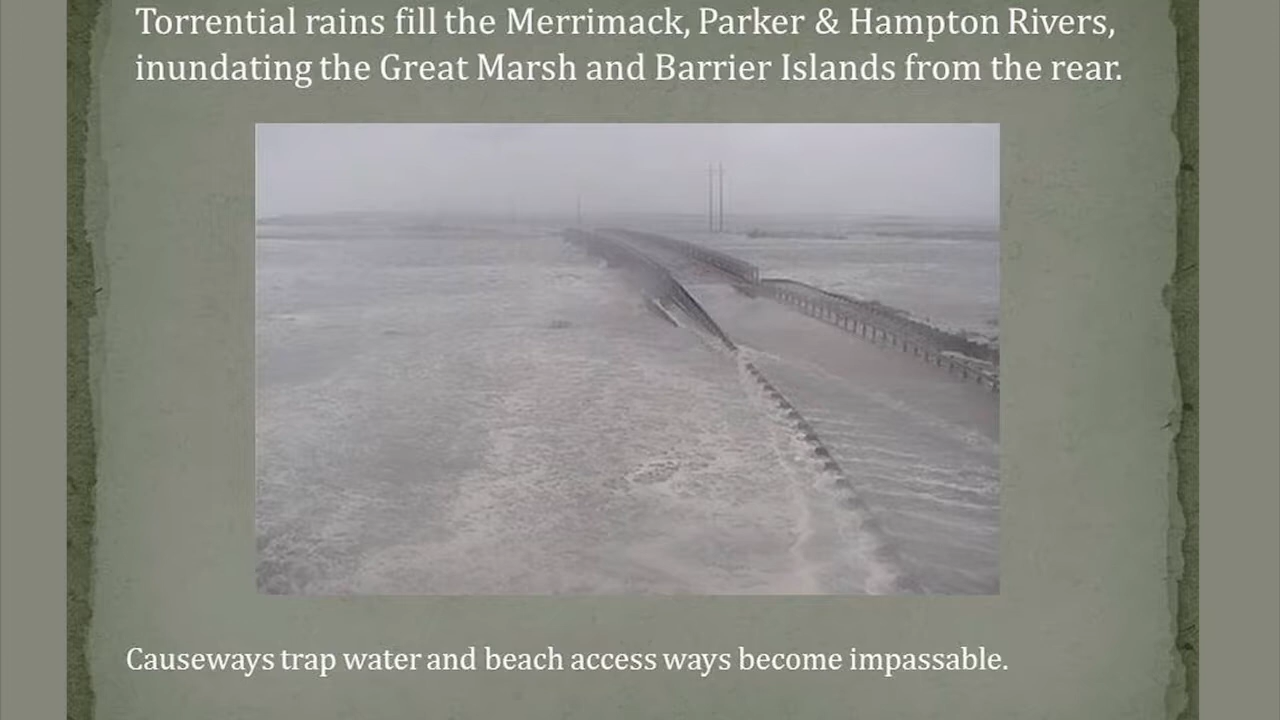 Torrential rains fill the Merrimack, Parker & Hampton Rivers,
inundating the Great Marsh and Barrier Islands from the rear.
Causeways trap water and beach access ways become impassable.